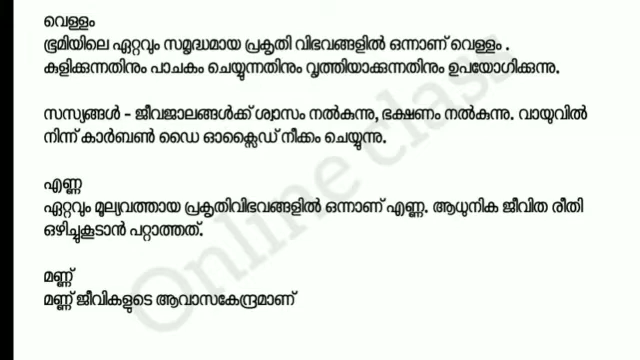 വെള്ളം
ഭൂമിയിലെ ഏറ്റവും സമൃദ്ധമായ പ്രകൃതി വിഭവങ്ങളിൽ ഒന്നാണ് വെള്ളം .
കുളിക്കുന്നതിനും പാചകം ചെയ്യുന്നതിനും വൃത്തിയാക്കുന്നതിനും ഉപയോഗിക്കുന്നു.
സസ്യങ്ങൾ - ജീവജാലങ്ങൾക്ക് ശ്വാസം നൽകുന്നു, ഭക്ഷണം നൽകുന്നു. വായുവിൽ
നിന്ന് കാർബൺ ഡൈ ഓക്സൈഡ് നീക്കം ചെയ്യുന്നു.
എണ്ണ
ഏറ്റവും മൂല്യവത്തായ പ്രകൃതിവിഭവങ്ങളിൽ ഒന്നാണ് എണ്ണ. ആധുനിക ജീവിത രീതി
ഒഴിച്ചുകൂടാൻ പറ്റാത്തത്.
മണ്ണ്
മണ്ണ് ജീവികളുടെ ആവാസകേന്ദ്രമാണ്
Online class